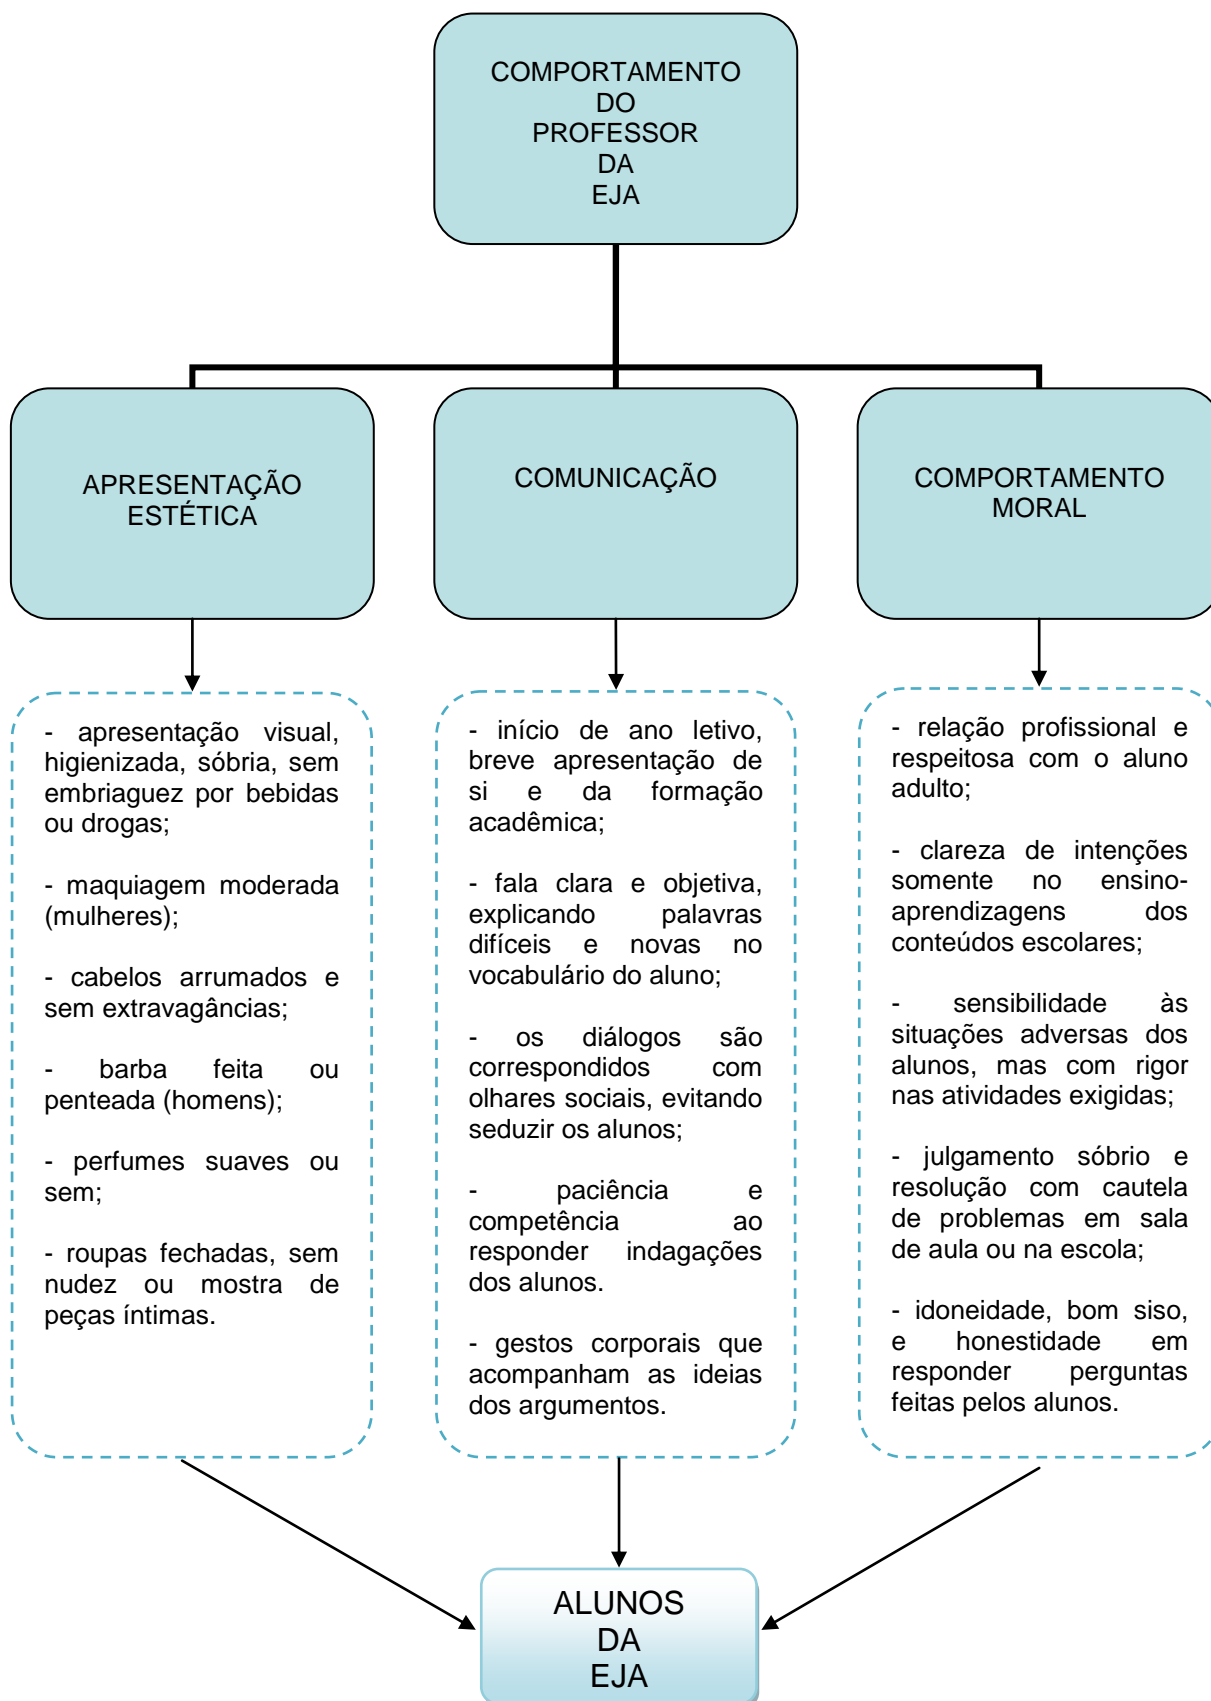 COMPORTAMENTO
DO
PROFESSOR
DA
EJA
APRESENTAÇÃO
ESTÉTICA
COMUNICAÇÃO
COMPORTAMENTO
MORAL
- apresentação visual,
higienizada, sóbria, sem
embriaguez por bebidas
ou drogas;
- maquiagem moderada
(mulheres);
- cabelos arrumados e
sem extravagâncias;
- barba feita ou
penteada (homens);
- perfumes suaves ou
sem;
- roupas fechadas, sem
nudez ou mostra de
peças íntimas.
- início de ano letivo,
breve apresentação de
si e da formação
acadêmica;
- fala clara e objetiva,
explicando palavras
difíceis e novas no
vocabulário do aluno;
- os diálogos são
correspondidos com
olhares sociais, evitando
seduzir os alunos;
- paciência e
competência ao
responder indagações
dos alunos.
- gestos corporais que
acompanham as ideias
dos argumentos.
- relação profissional e
respeitosa com o aluno
adulto;
- clareza de intenções
somente no ensino-
aprendizagens dos
conteúdos escolares;
- sensibilidade às
situações adversas dos
alunos, mas com rigor
nas atividades exigidas;
- julgamento sóbrio e
resolução com cautela
de problemas em sala
de aula ou na escola;
- idoneidade, bom siso,
e honestidade em
responder perguntas
feitas pelos alunos.
ALUNOS
DA
EJA